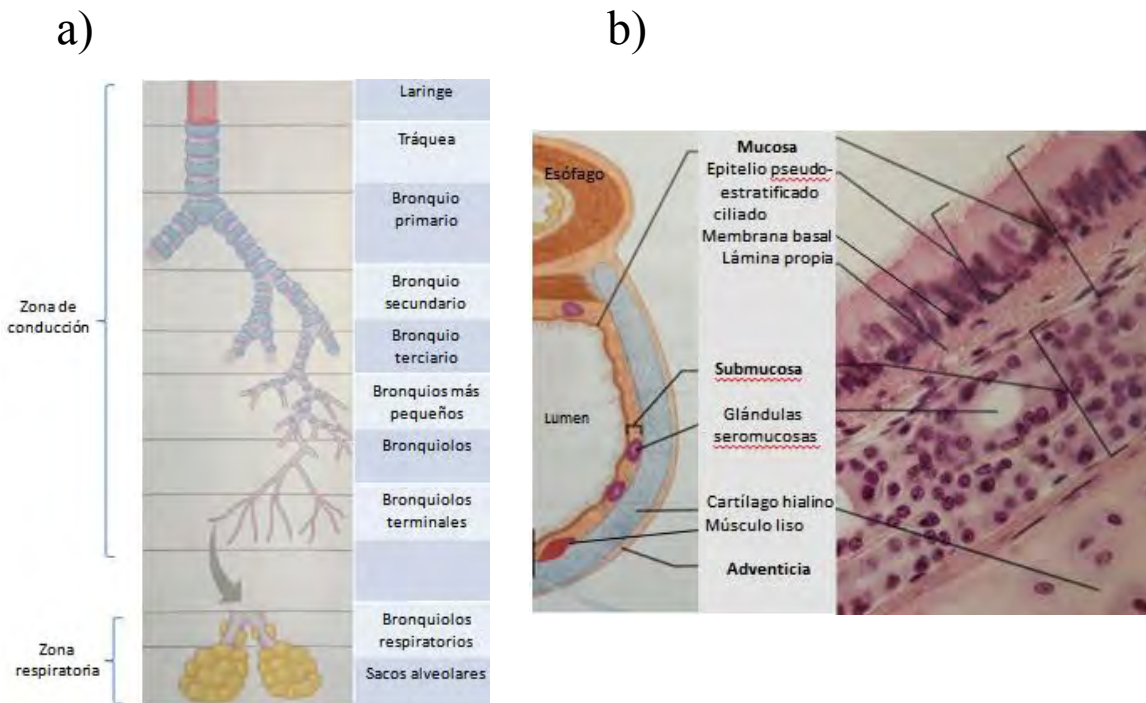 a)
b)
Laringe
Tráquea
Bronquio
primario
Bronquio
secundario
Bronquio
terciario
Bronquios más
pequeños
Bronquiolos
Bronquiolos
terminales
Bronquiolos
respiratorios
Sacos alveolares
Zona de
conducción
Zona
respiratoria
Esófago
Lumen
Mucosa
Epitelio pseudo-
estratificado
ciliado
Membrana basal
Lámina propia
Submucosa
Glándulas
seromucosas
Cartílago hialino
Músculo liso
Adventicia